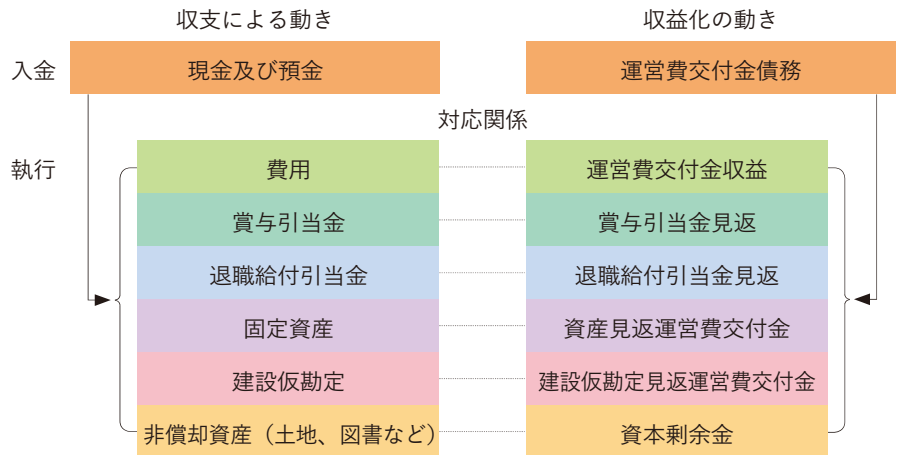 収支による動き
収益化の動き
入金
現金及び預金
運営費交付金債務
対応関係
執行
費用
運営費交付金収益
賞与引当金
賞与引当金見返
退職給付引当金
退職給付引当金見返
固定資産
資産見返運営費交付金
建設仮勘定
建設仮勘定見返運営費交付金
非償却資産（土地、図書など）
資本剰余金